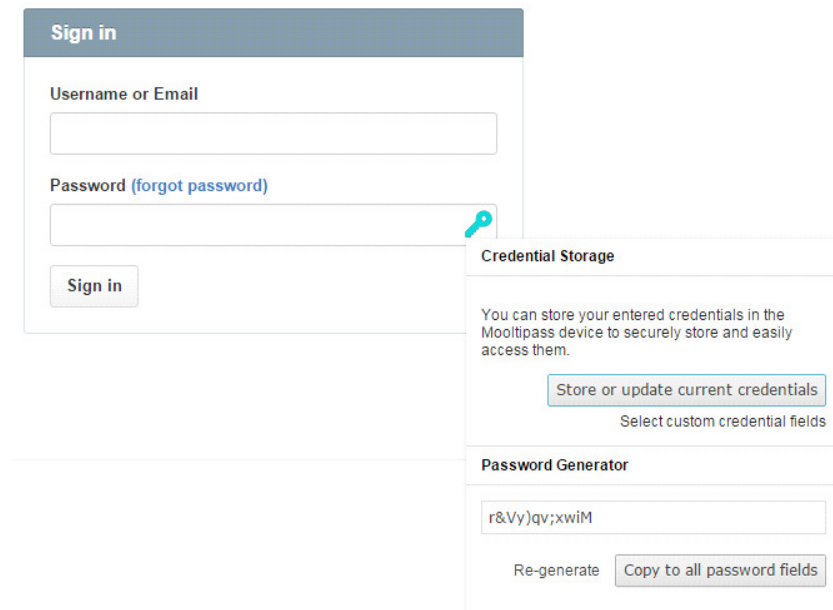 Sign in
Username or Email
Password (forgot password)
Sign in
Credential Storage
You can store your entered credentials in the
Mooltipass device to securely store and easily
access them.
Store or update current credentials
Select custom credential fields
Password Generator
r&Vy)qv;xwiM
Re-generate Copy to all password fields